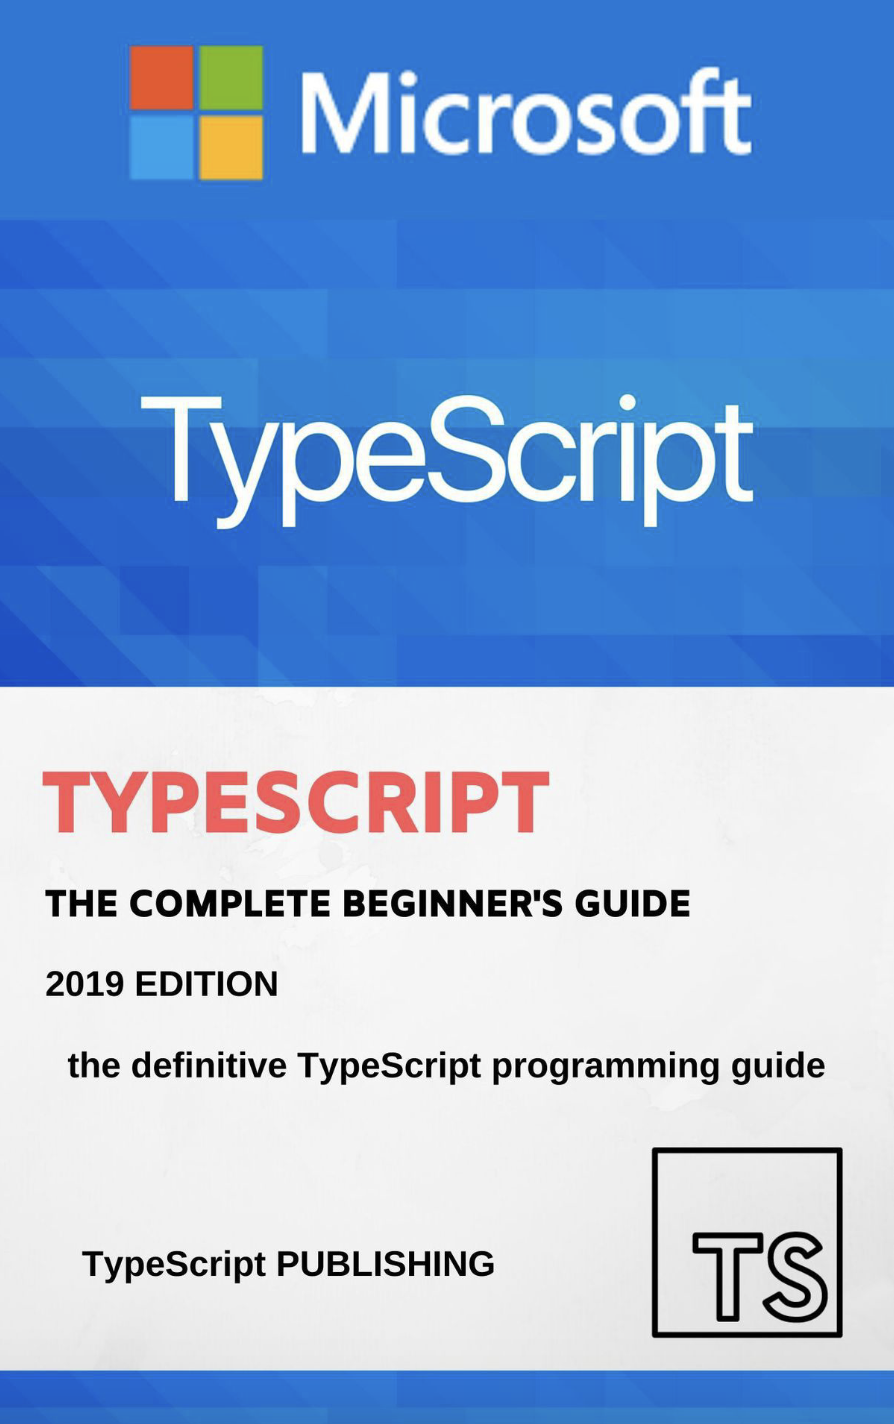 Microsoft
TypeScript
TYPESCRIPT
THE COMPLETE BEGINNER'S GUIDE
2019 EDITION
the definitive TypeScript programming guide
TypeScript PUBLISHING
TS